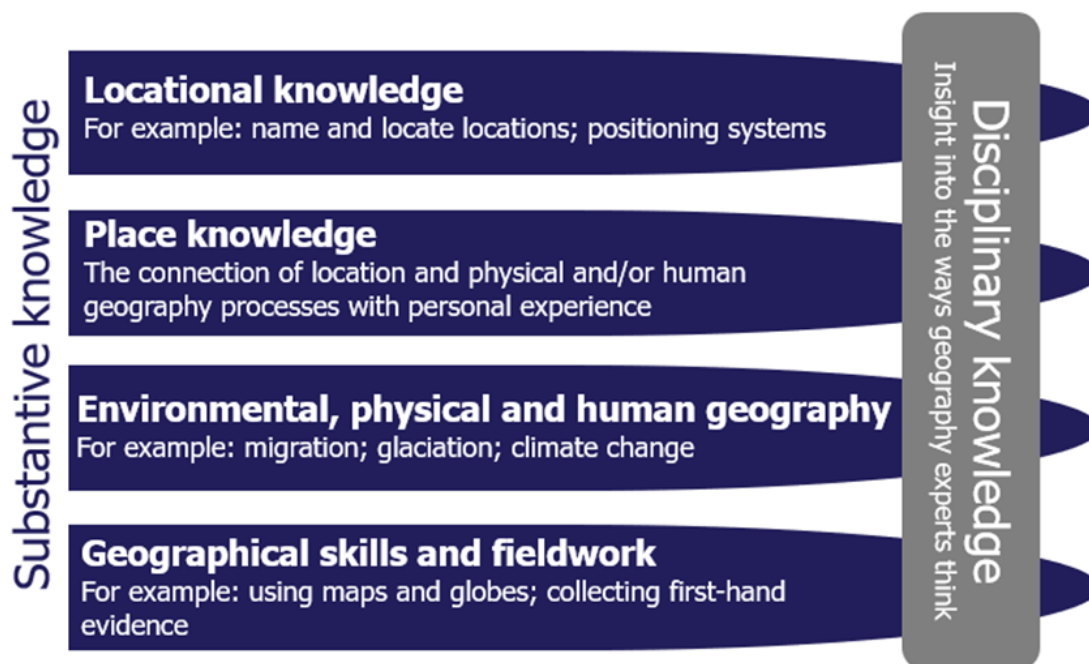 Substantive knowledge
Locational knowledge
For example: name and locate locations; positioning systems
Place knowledge
The connection of location and physical and/or human
geography processes with personal experience
Environmental, physical and human geography
For example: migration; glaciation; climate change
Geographical skills and fieldwork
For example: using maps and globes; collecting first-hand
evidence
Disciplinary knowledge
Insight into the ways geography experts think